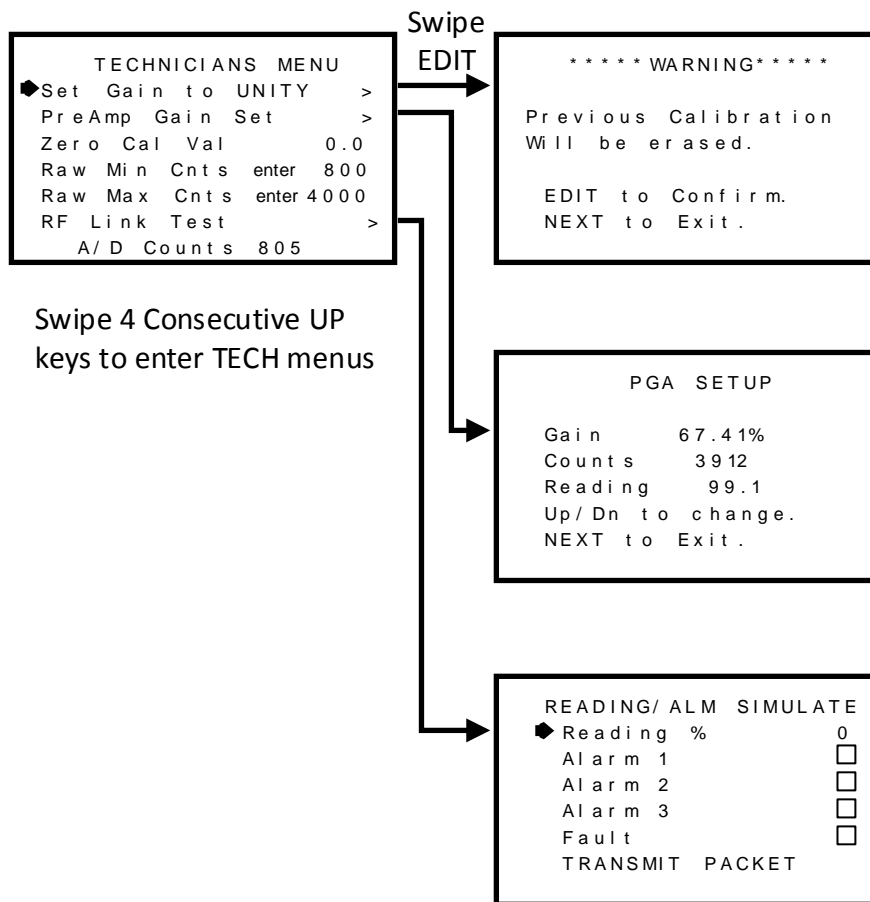 Swipe
EDIT
TECHNICIANS MENU
Set Gain to UNITY >
PreAmp Gain Set >
Zero Cal Val 0.0
Raw Min Cnts enter 800
Raw Max Cnts enter 4000
RF Link Test >
A/D Counts 805
Swipe 4 Consecutive UP
keys to enter TECH menus
*****WARNING*****
Previous Calibration
Will be erased.
EDIT to Confirm.
NEXT to Exit.
PGA SETUP
Gain 67.41%
Counts 3912
Reading 99.1
Up/Dn to change.
NEXT to Exit.
READING/ALM SIMULATE
Reading % 0
Alarm 1
Alarm 2
Alarm 3
Fault
TRANSMIT PACKET